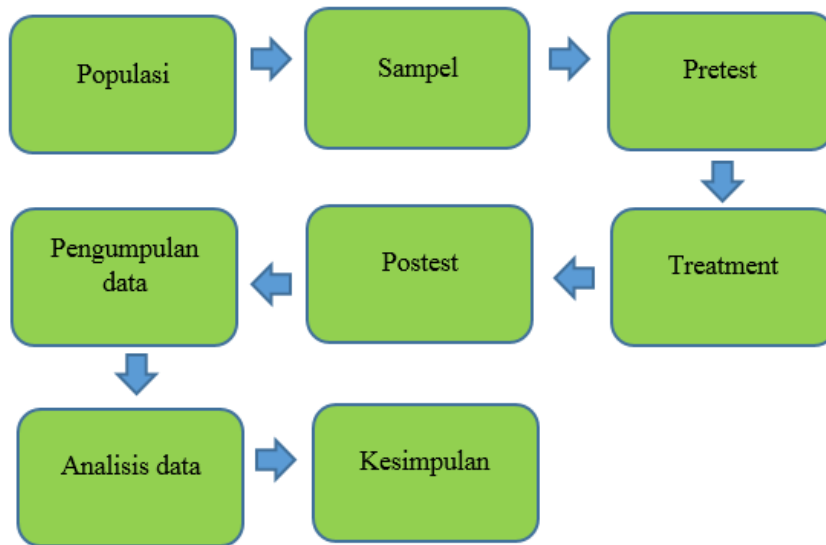 Populasi
Sampel
Pretest
Treatment
Postest
Pengumpulan
data
Analisis data
Kesimpulan